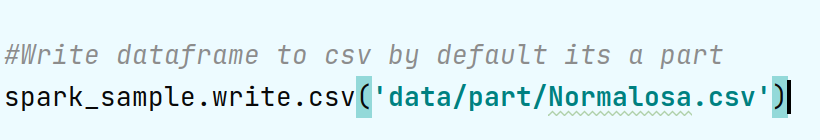 #Write dataframe to csv by default its a part
spark_sample.write.csv('data/part/Normalosa.csv')